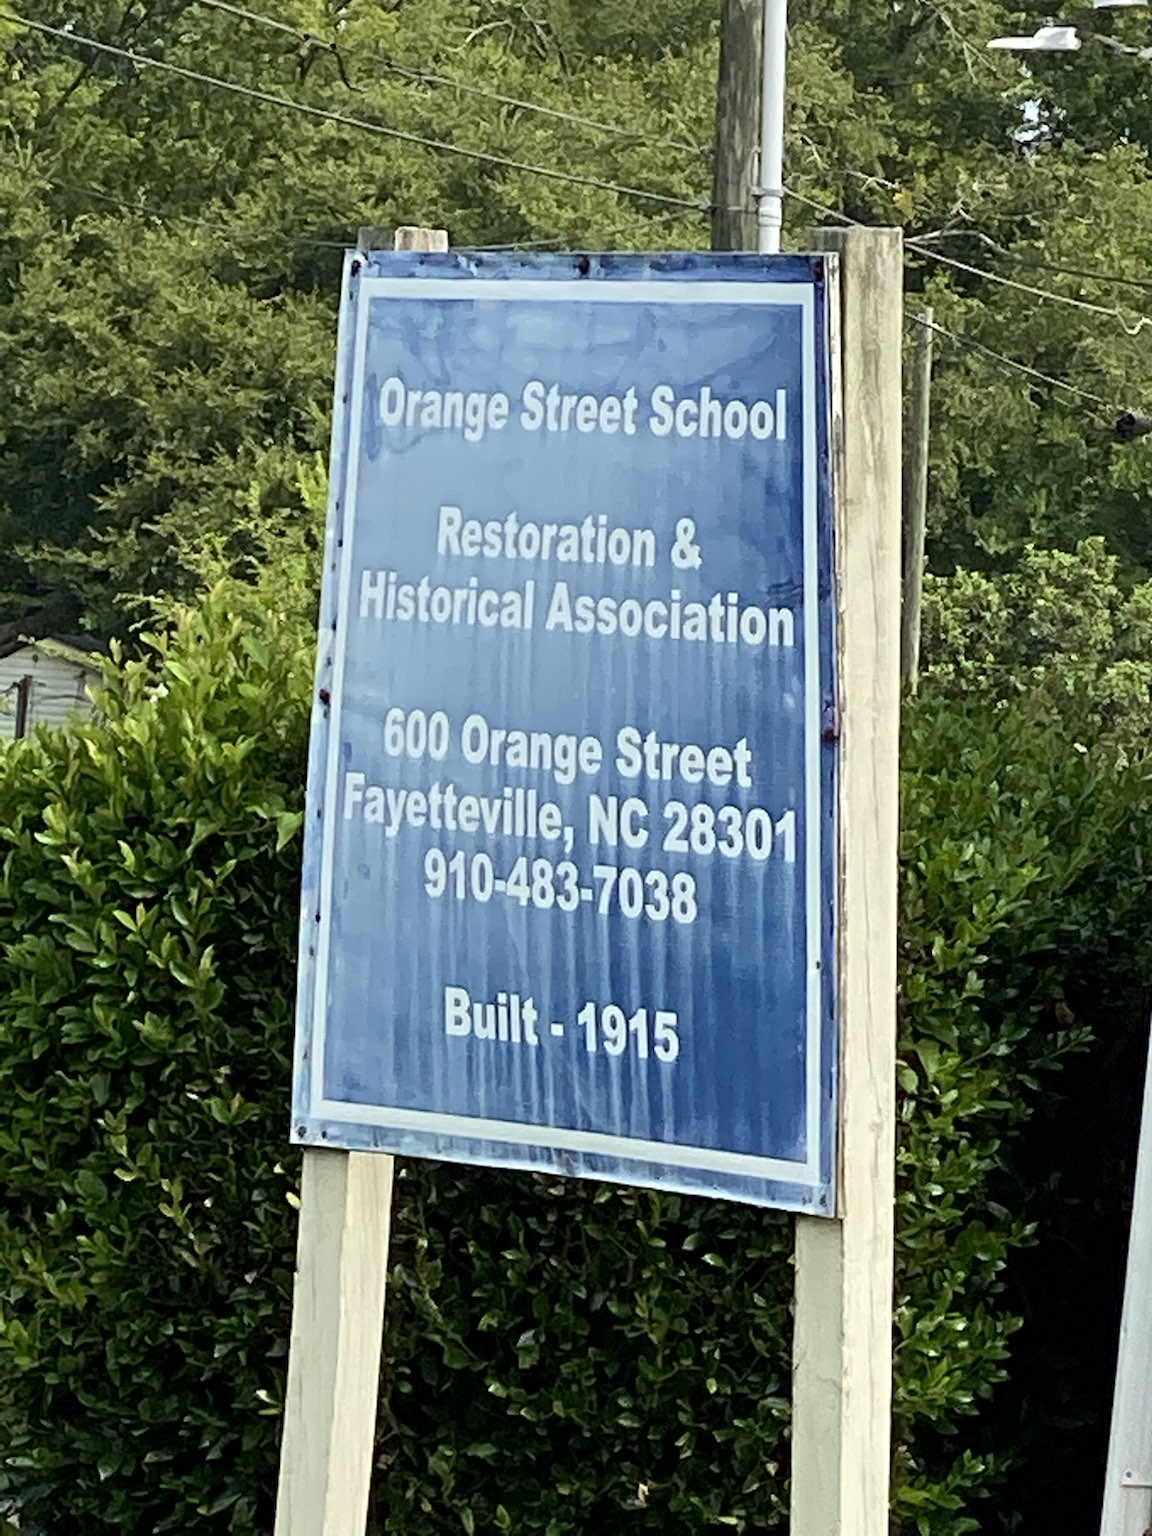 Orange Street School
Restoration &
Historical Association
600 Orange Street
Fayetteville, NC 28301
910-483-7038
Built - 1915